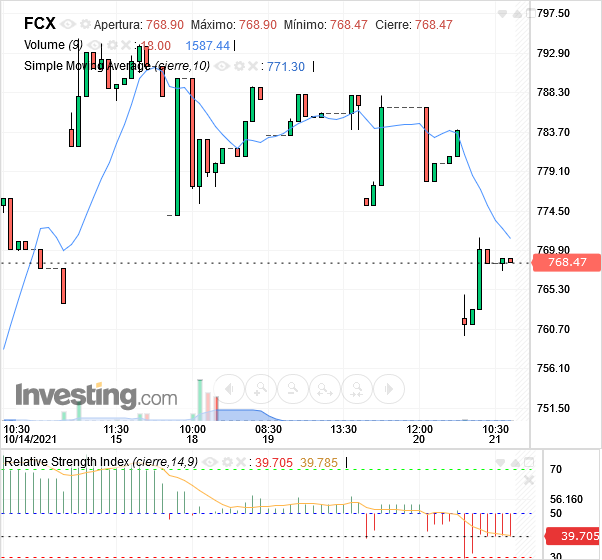 FCX Apertura: 768.90 Máximo: 768.90 Mínimo: 768.47 Cierre: 768.47
Volume (9) : 18.00 1587.44
Simple Moving Average (cierre,10) : 771.30
797.50
792.90
788.30
783.70
779.10
774.50
769.90
768.47
765.30
760.70
756.10
751.50
Investing.com
10:30 11:30 10:00 08:30 13:30 12:00 10:30
10/14/2021 15 18 19 20 21
Relative Strength Index (cierre,14,9) : 39.705 39.785
70
56.160
50
39.705
30